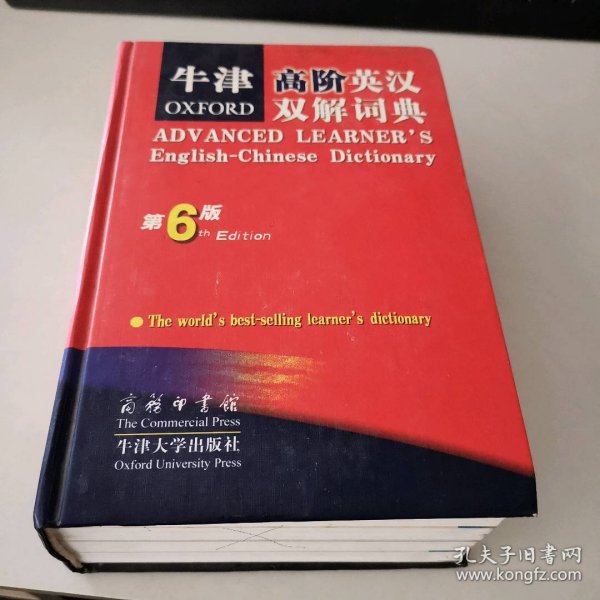 牛津 高阶英汉
OXFORD 双解词典
ADVANCED LEARNER'S
English-Chinese Dictionary
第6版
th Edition
The world's best-selling learner's dictionary
商務印書館
The Commercial Press
牛津大学出版社
Oxford University Press
孔夫子旧书网
www.kongfz.com